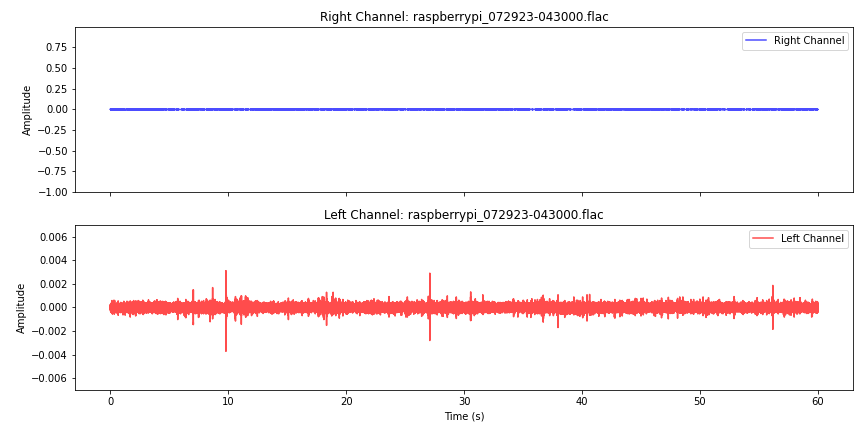 Right Channel: raspberrypi_072923-043000.flac
Right Channel
0.75
0.50
0.25
0.00
−0.25
−0.50
−0.75
−1.00
Amplitude
Left Channel: raspberrypi_072923-043000.flac
Left Channel
0.006
0.004
0.002
0.000
−0.002
−0.004
−0.006
Amplitude
0 10 20 30 40 50 60
Time (s)